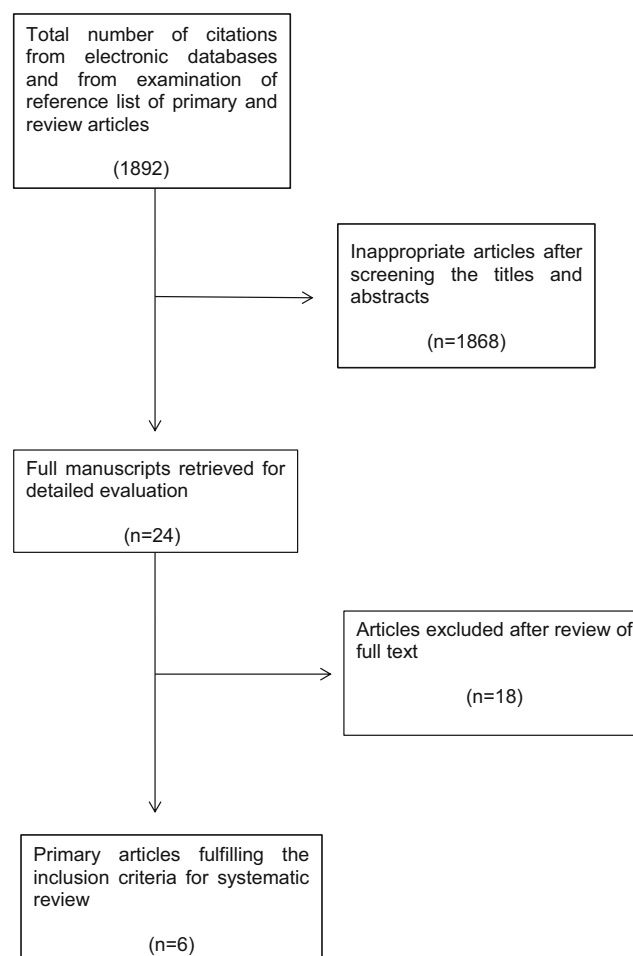 Total number of citations
from electronic databases
and from examination of
reference list of primary and
review articles
(1892)
Inappropriate articles after
screening the titles and
abstracts
(n=1868)
Full manuscripts retrieved for
detailed evaluation
(n=24)
Articles excluded after review of
full text
(n=18)
Primary articles fulfilling the
inclusion criteria for systematic
review
(n=6)